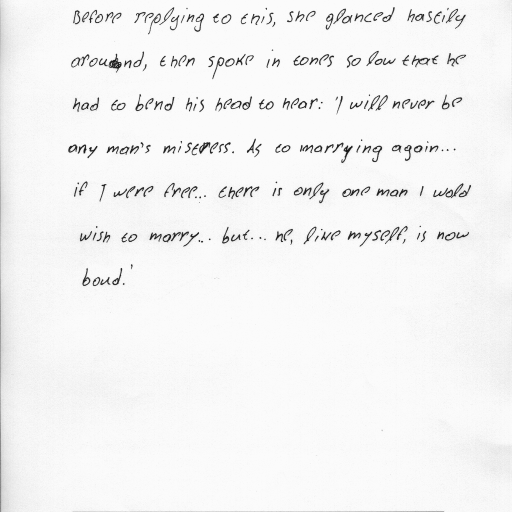 Before replying to this, she glanced hastily
around, then spoke in tones so low that he
had to bend his head to hear: 'I will never be
any man's mistress. As to marrying again...
if I were free... there is only one man I wold
wish to marry... but... he, like myself, is now
boud.'